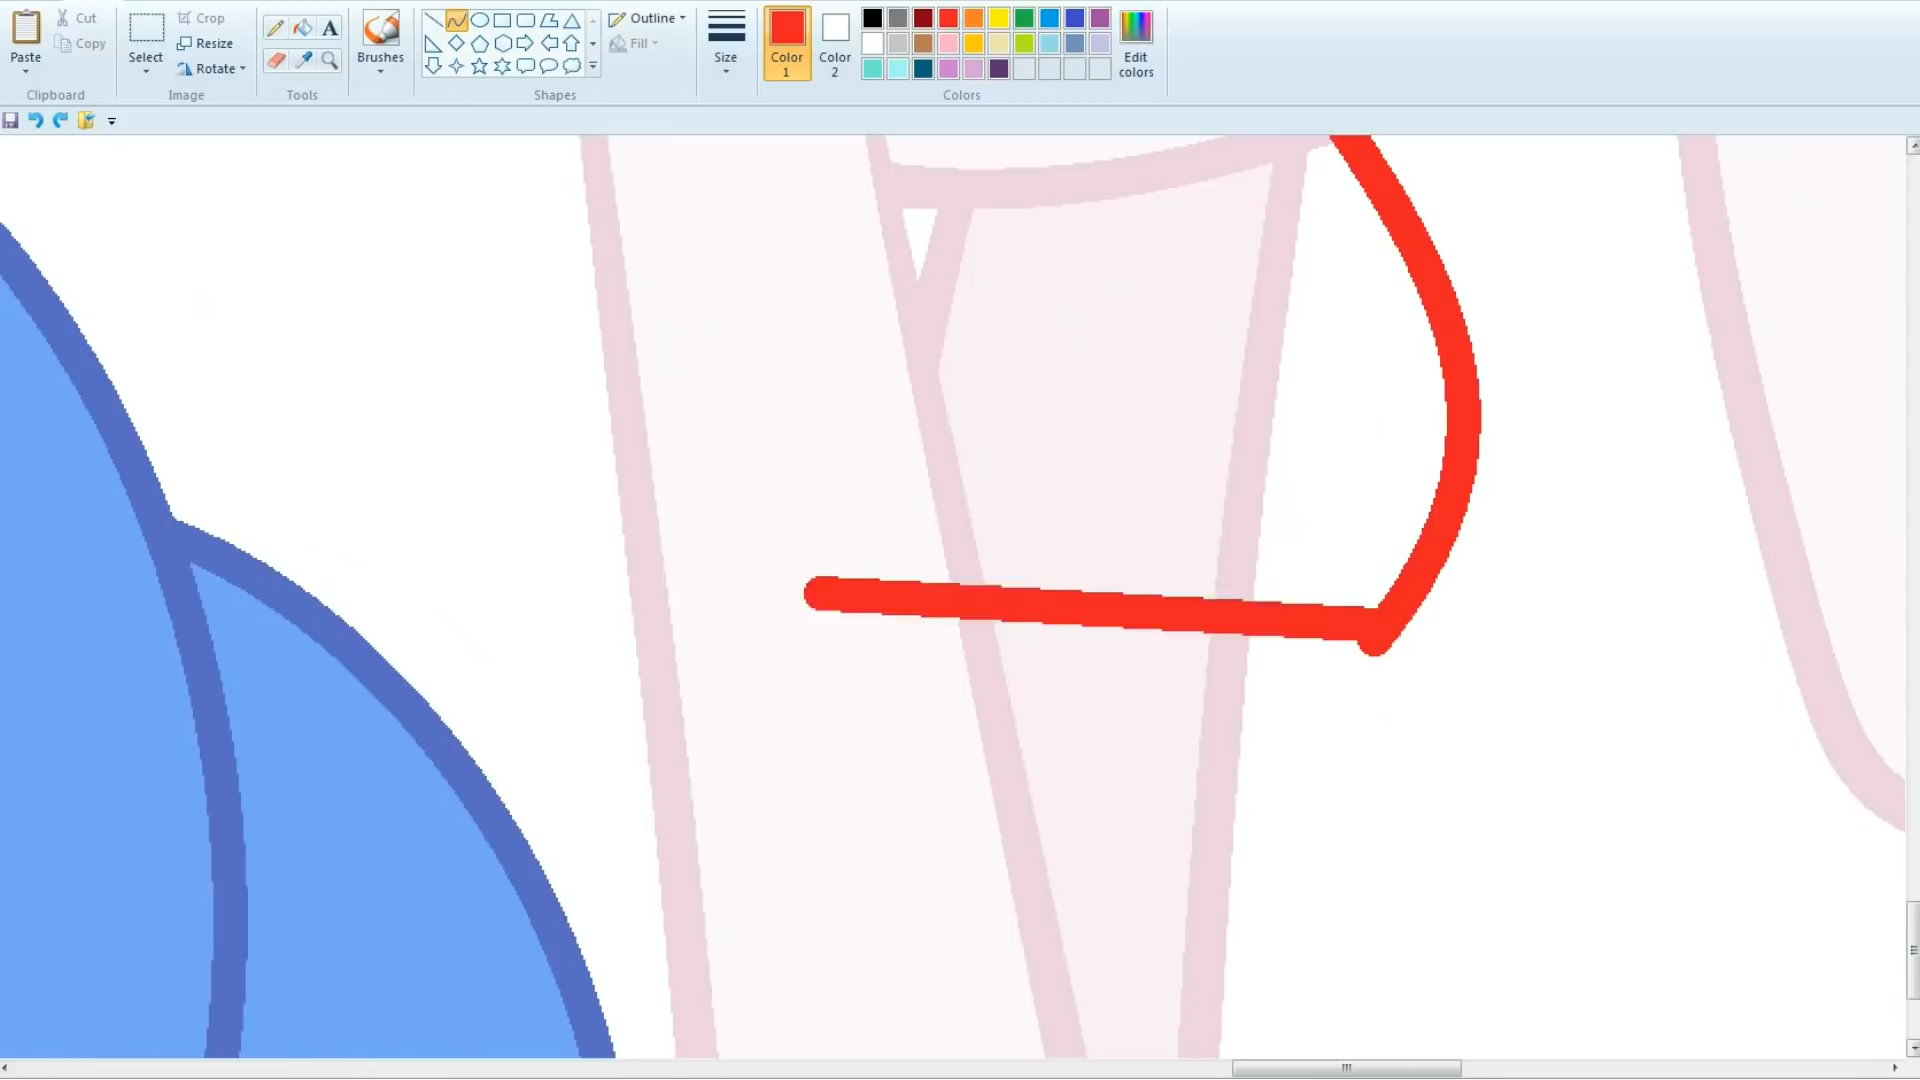 Paste
Cut
Copy
Clipboard
Select
Crop
Resize
Rotate
Image
A
Tools
Brushes
Shapes
Outline
Fill
Size
Color
1
Color
2
Colors
Edit
colors